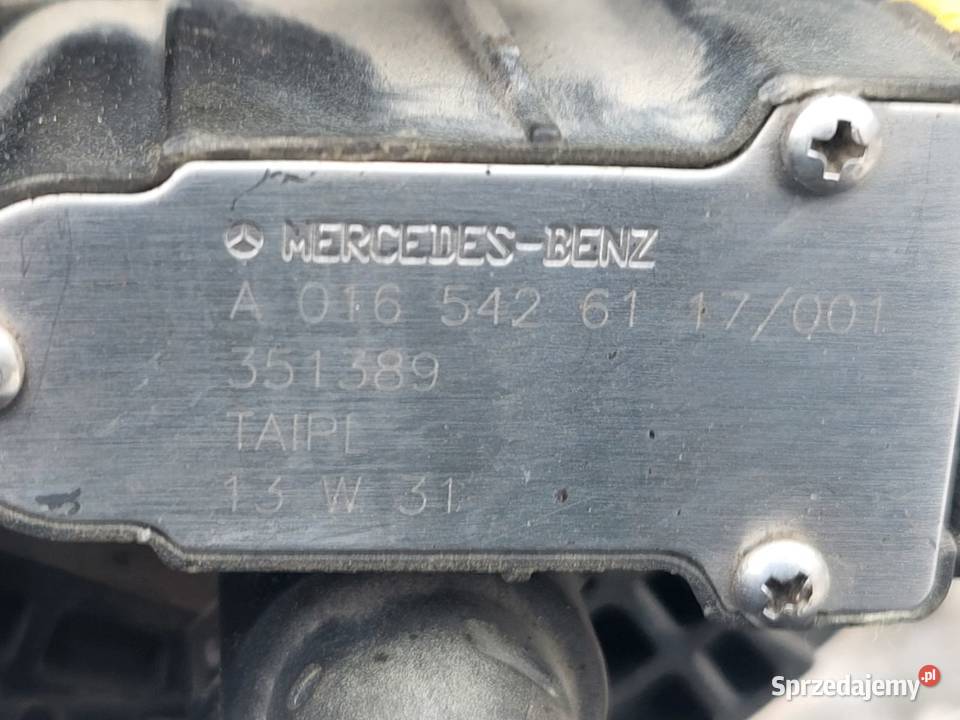 MERCEDES-BENZ
A 016 542 61 17/001
351389
TAIPL
13 W 31
Sprzedajemy.pl